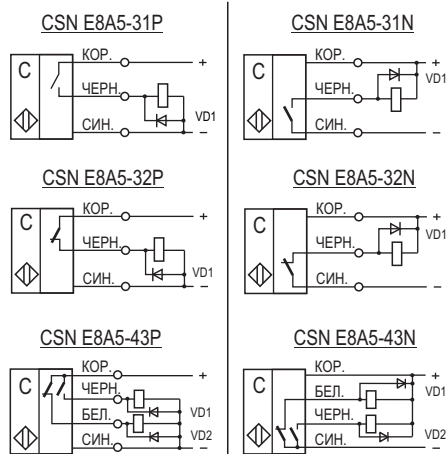 CSN E8A5-31P
КОР.
+
С
ЧЕРН.
VD1
СИН.
–
CSN E8A5-31N
КОР.
+
С
VD1
ЧЕРН.
СИН.
–
CSN E8A5-32P
КОР.
+
С
ЧЕРН.
VD1
СИН.
–
CSN E8A5-32N
КОР.
+
С
VD1
ЧЕРН.
СИН.
–
CSN E8A5-43P
КОР.
+
С
ЧЕРН.
VD1
БЕЛ.
VD2
СИН.
–
CSN E8A5-43N
КОР.
+
С
VD1
БЕЛ.
ЧЕРН.
VD2
СИН.
–